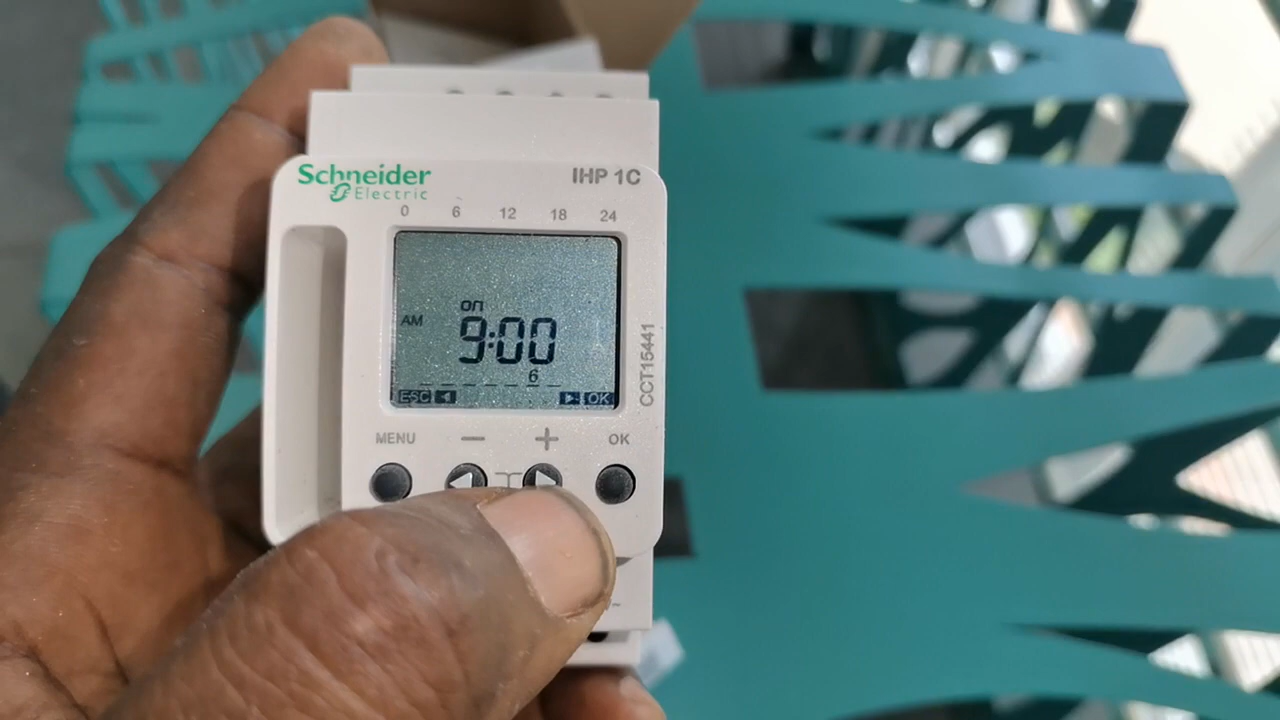 Schneider
Electric
IHP 1C
0 6 12 18 24
on
AM
9:00
6
ESC OK
CCT15441
MENU − + OK